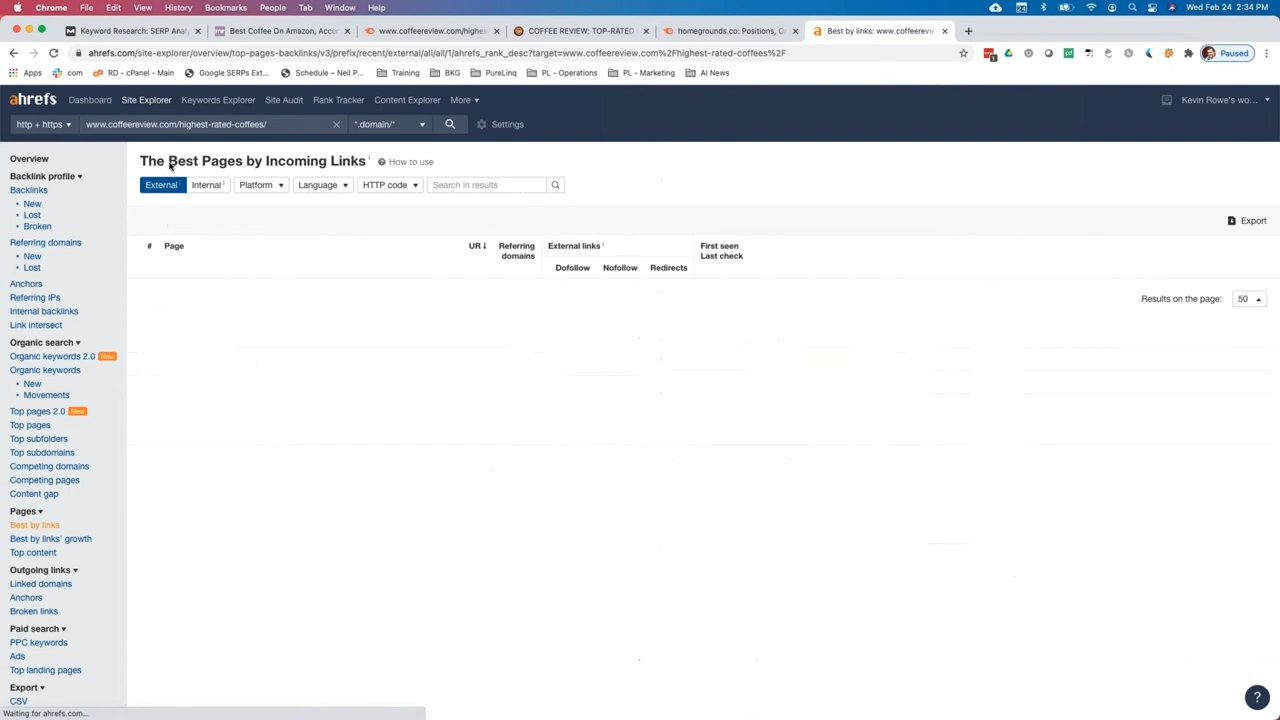 Chrome File Edit View History Bookmarks People Tab Window Help
Wed Feb 24 2:34 PM
Keyword Research: SERP Anal
Best Coffee On Amazon, Accor
www.coffeereview.com/highes
COFFEE REVIEW: TOP-RATED
homegrounds.co: Positions, O
Best by links: www.coffeerevie
ahrefs.com/site-explorer/overview/top-pages-backlinks/v3/prefix/recent/external/all/all/1/ahrefs_rank_desc?target=www.coffeereview.com%2Fhighest-rated-coffees%2F
Paused
Apps com RD - cPanel - Main Google SERPs Ext... Schedule – Neil P... Training BKG PureLinq PL - Operations PL - Marketing AI News
ahrefs Dashboard Site Explorer Keywords Explorer Site Audit Rank Tracker Content Explorer More
Kevin Rowe's wo...
http + https www.coffeereview.com/highest-rated-coffees/ *.domain/* Settings
Overview
Backlink profile
Backlinks
New
Lost
Broken
Referring domains
New
Lost
Anchors
Referring IPs
Internal backlinks
Link intersect
Organic search
Organic keywords 2.0 New
Organic keywords
New
Movements
Top pages 2.0 New
Top pages
Top subfolders
Top subdomains
Competing domains
Competing pages
Content gap
Pages
Best by links
Best by links' growth
Top content
Outgoing links
Linked domains
Anchors
Broken links
Paid search
PPC keywords
Ads
Top landing pages
Export
CSV
The Best Pages by Incoming Links i How to use
External i Internal i Platform Language HTTP code Search in results
Export
# Page UR Referring domains External links i First seen Last check
Dofollow Nofollow Redirects
Results on the page: 50
?
Waiting for ahrefs.com...